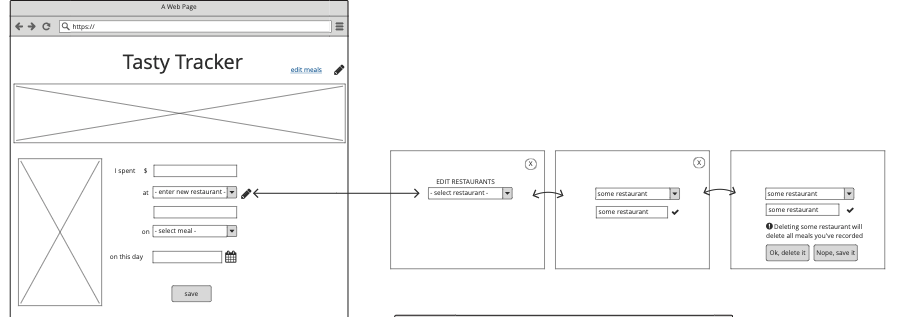 A Web Page
https://
Tasty Tracker
edit meals
I spent $
at - enter new restaurant -
on - select meal -
on this day
save
X
EDIT RESTAURANTS
- select restaurant -
X
some restaurant
some restaurant
some restaurant
some restaurant
Deleting some restaurant will
delete all meals you've recorded
Ok, delete it Nope, save it